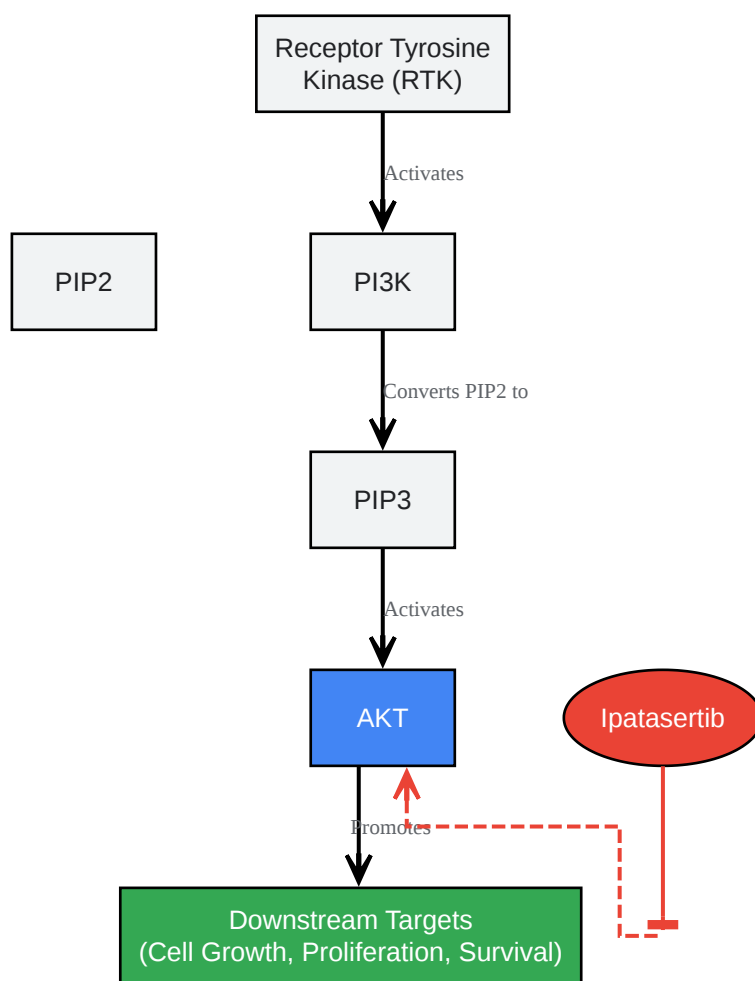 Receptor Tyrosine
Kinase (RTK)
Activates
PIP2
PI3K
Converts PIP2 to
PIP3
Activates
AKT
Ipatasertib
Promotes
Downstream Targets
(Cell Growth, Proliferation, Survival)